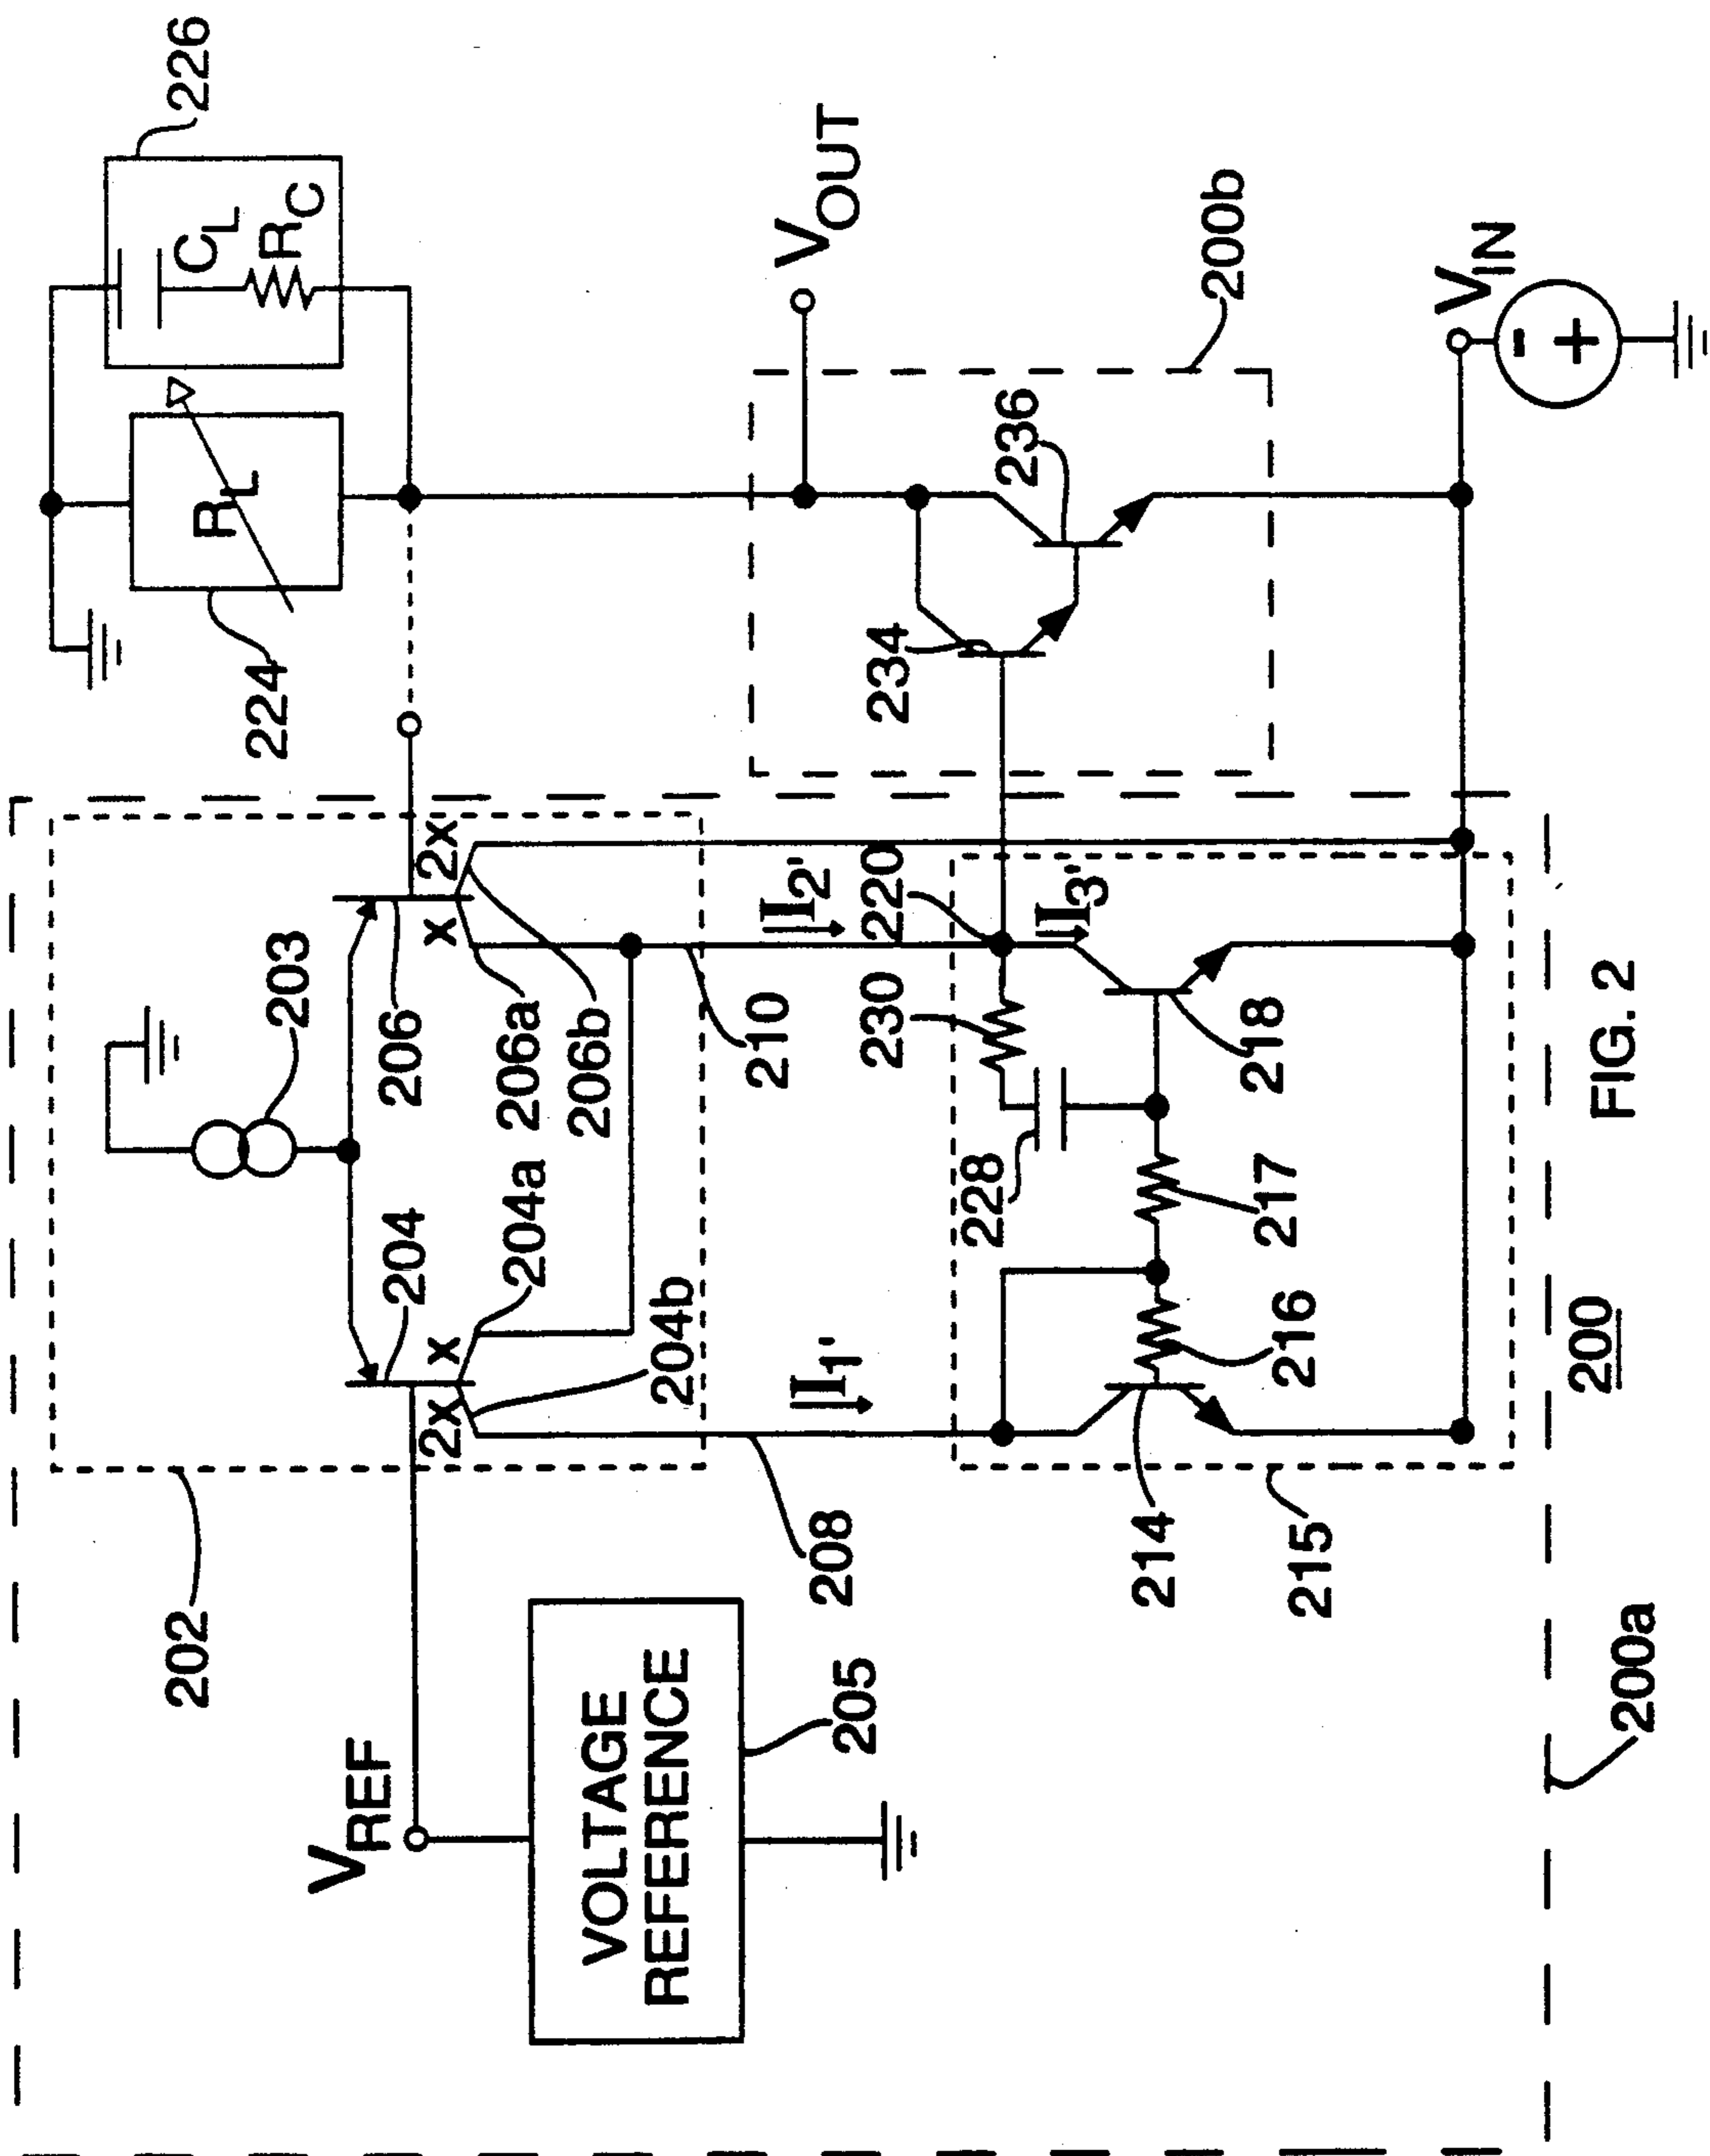 226
C_L
R_C
R_L
224
203
206
2x
x
206a
206b
204
204a
x
2x
204b
202
V_REF
VOLTAGE
REFERENCE
205
208
I_1'
210
I_2'
220
I_3'
230
228
218
217
216
214
215
V_OUT
200b
234
236
V_IN
-
+
200
200a
FIG. 2